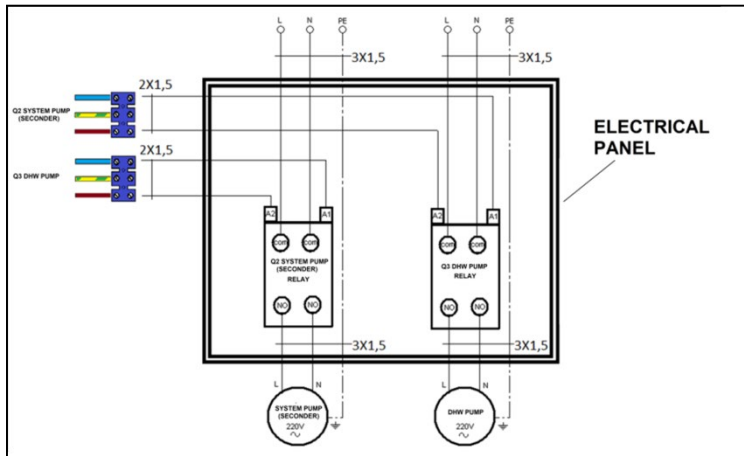 L N PE
L N PE
3X1,5
3X1,5
2X1,5
Q2 SYSTEM PUMP
(SECONDER)
2X1,5
Q3 DHW PUMP
ELECTRICAL
PANEL
A2 A1
A2 A1
com com
com com
Q2 SYSTEM PUMP
(SECONDER)
RELAY
Q3 DHW PUMP
RELAY
NO NO
NO NO
3X1,5
3X1,5
L N
L N
SYSTEM PUMP
(SECONDER)
220V
DHW PUMP
220V